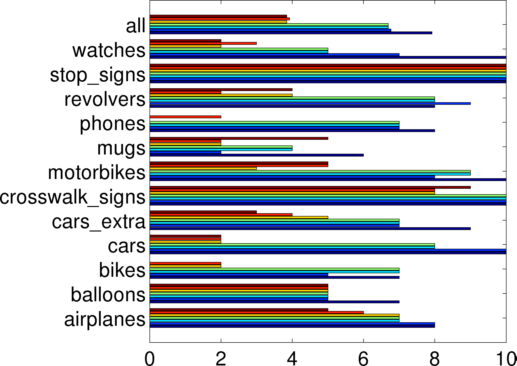 all
watches
stop_signs
revolvers
phones
mugs
motorbikes
crosswalk_signs
cars_extra
cars
bikes
balloons
airplanes
0 2 4 6 8 10